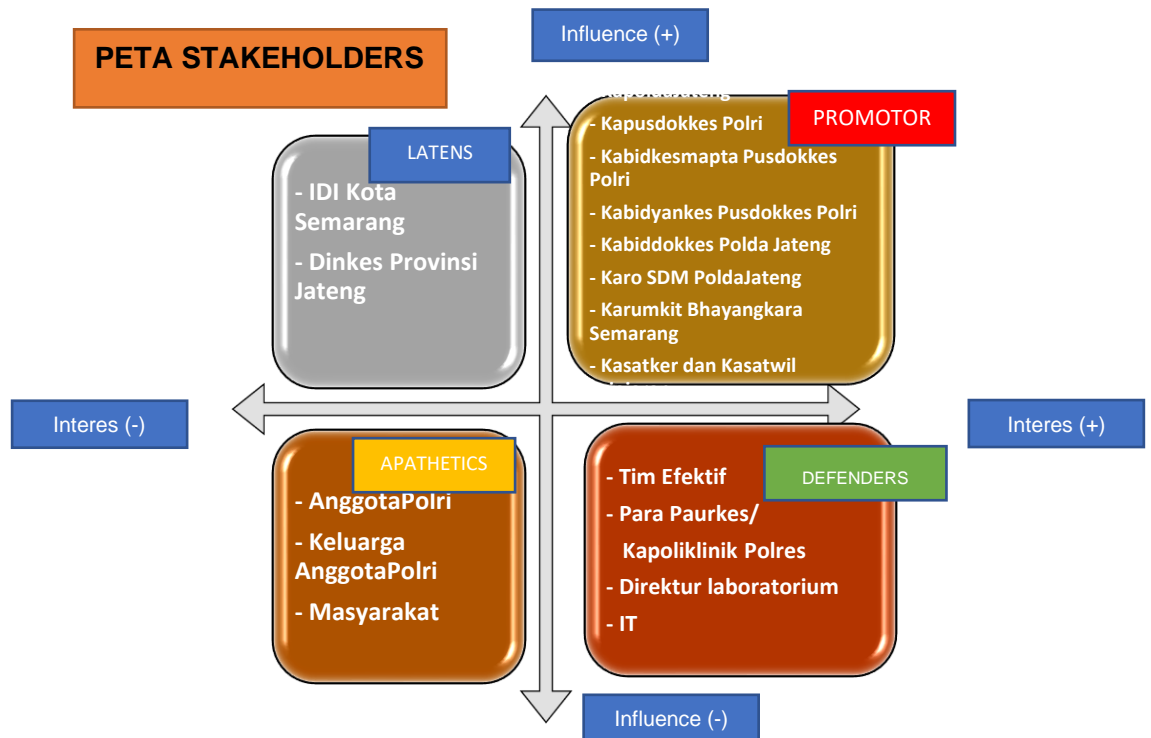 Influence (+)
PETA STAKEHOLDERS
LATENS
- IDI Kota
Semarang
- Dinkes Provinsi
Jateng
PROMOTOR
- Kapusdokkes Polri
- Kabidkesmapta Pusdokkes
Polri
- Kabidyankes Pusdokkes Polri
- Kabiddokkes Polda Jateng
- Karo SDM PoldaJateng
- Karumkit Bhayangkara
Semarang
- Kasatker dan Kasatwil
Interes (-)
Interes (+)
APATHETICS
- AnggotaPolri
- Keluarga
AnggotaPolri
- Masyarakat
DEFENDERS
- Tim Efektif
- Para Paurkes/
Kapoliklinik Polres
- Direktur laboratorium
- IT
Influence (-)